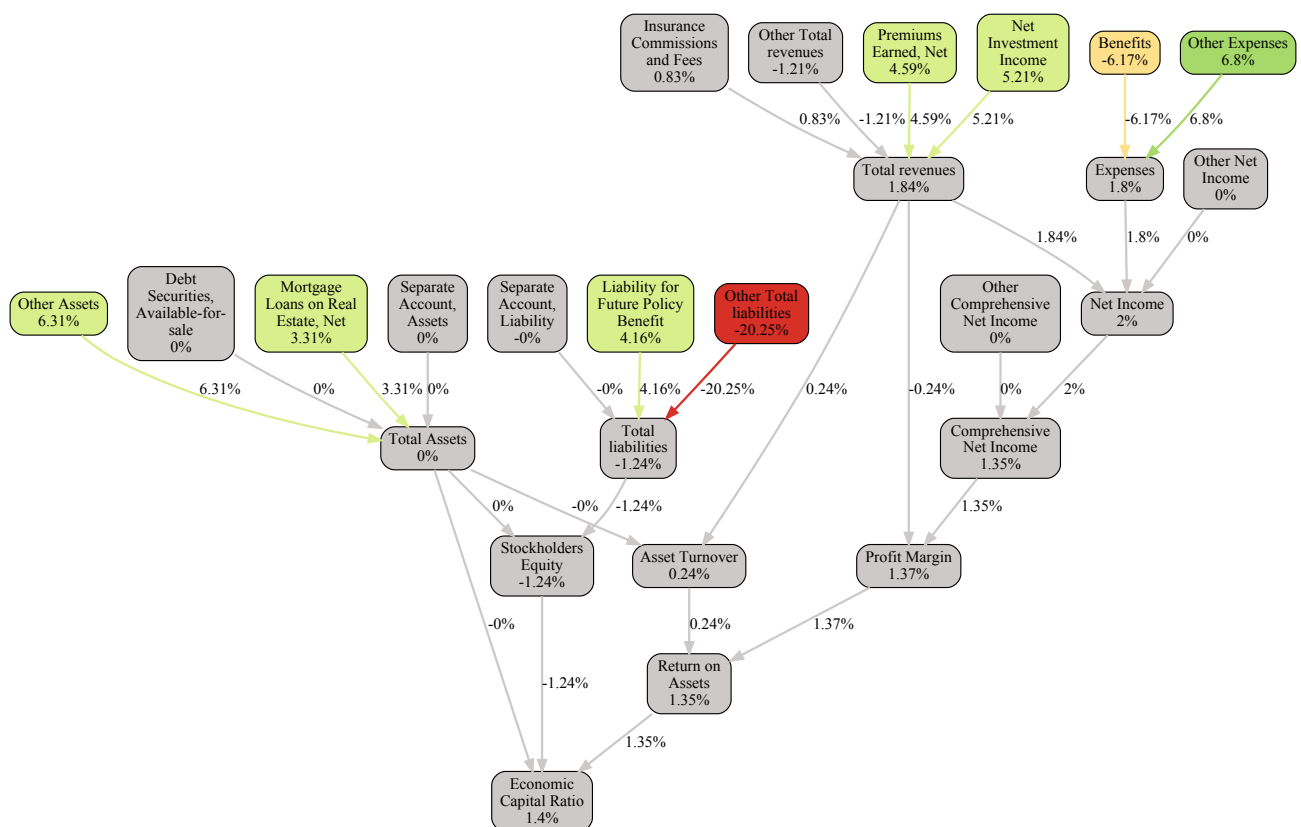 Insurance
Commissions
and Fees
0.83%
Other Total
revenues
-1.21%
Premiums
Earned, Net
4.59%
Net
Investment
Income
5.21%
Benefits
-6.17%
Other Expenses
6.8%
0.83%
-1.21%
4.59%
5.21%
-6.17%
6.8%
Total revenues
1.84%
Expenses
1.8%
Other Net
Income
0%
1.84%
1.8%
0%
Other Assets
6.31%
Debt
Securities,
Available-for-
sale
0%
Mortgage
Loans on Real
Estate, Net
3.31%
Separate
Account,
Assets
0%
Separate
Account,
Liability
-0%
Liability for
Future Policy
Benefit
4.16%
Other Total
liabilities
-20.25%
Other
Comprehensive
Net Income
0%
Net Income
2%
6.31%
0%
3.31%
0%
-0%
4.16%
-20.25%
0.24%
-0.24%
0%
2%
Total Assets
0%
Total
liabilities
-1.24%
Comprehensive
Net Income
1.35%
0%
-0%
-1.24%
1.35%
Stockholders
Equity
-1.24%
Asset Turnover
0.24%
Profit Margin
1.37%
-0%
0.24%
1.37%
-1.24%
Return on
Assets
1.35%
1.35%
Economic
Capital Ratio
1.4%